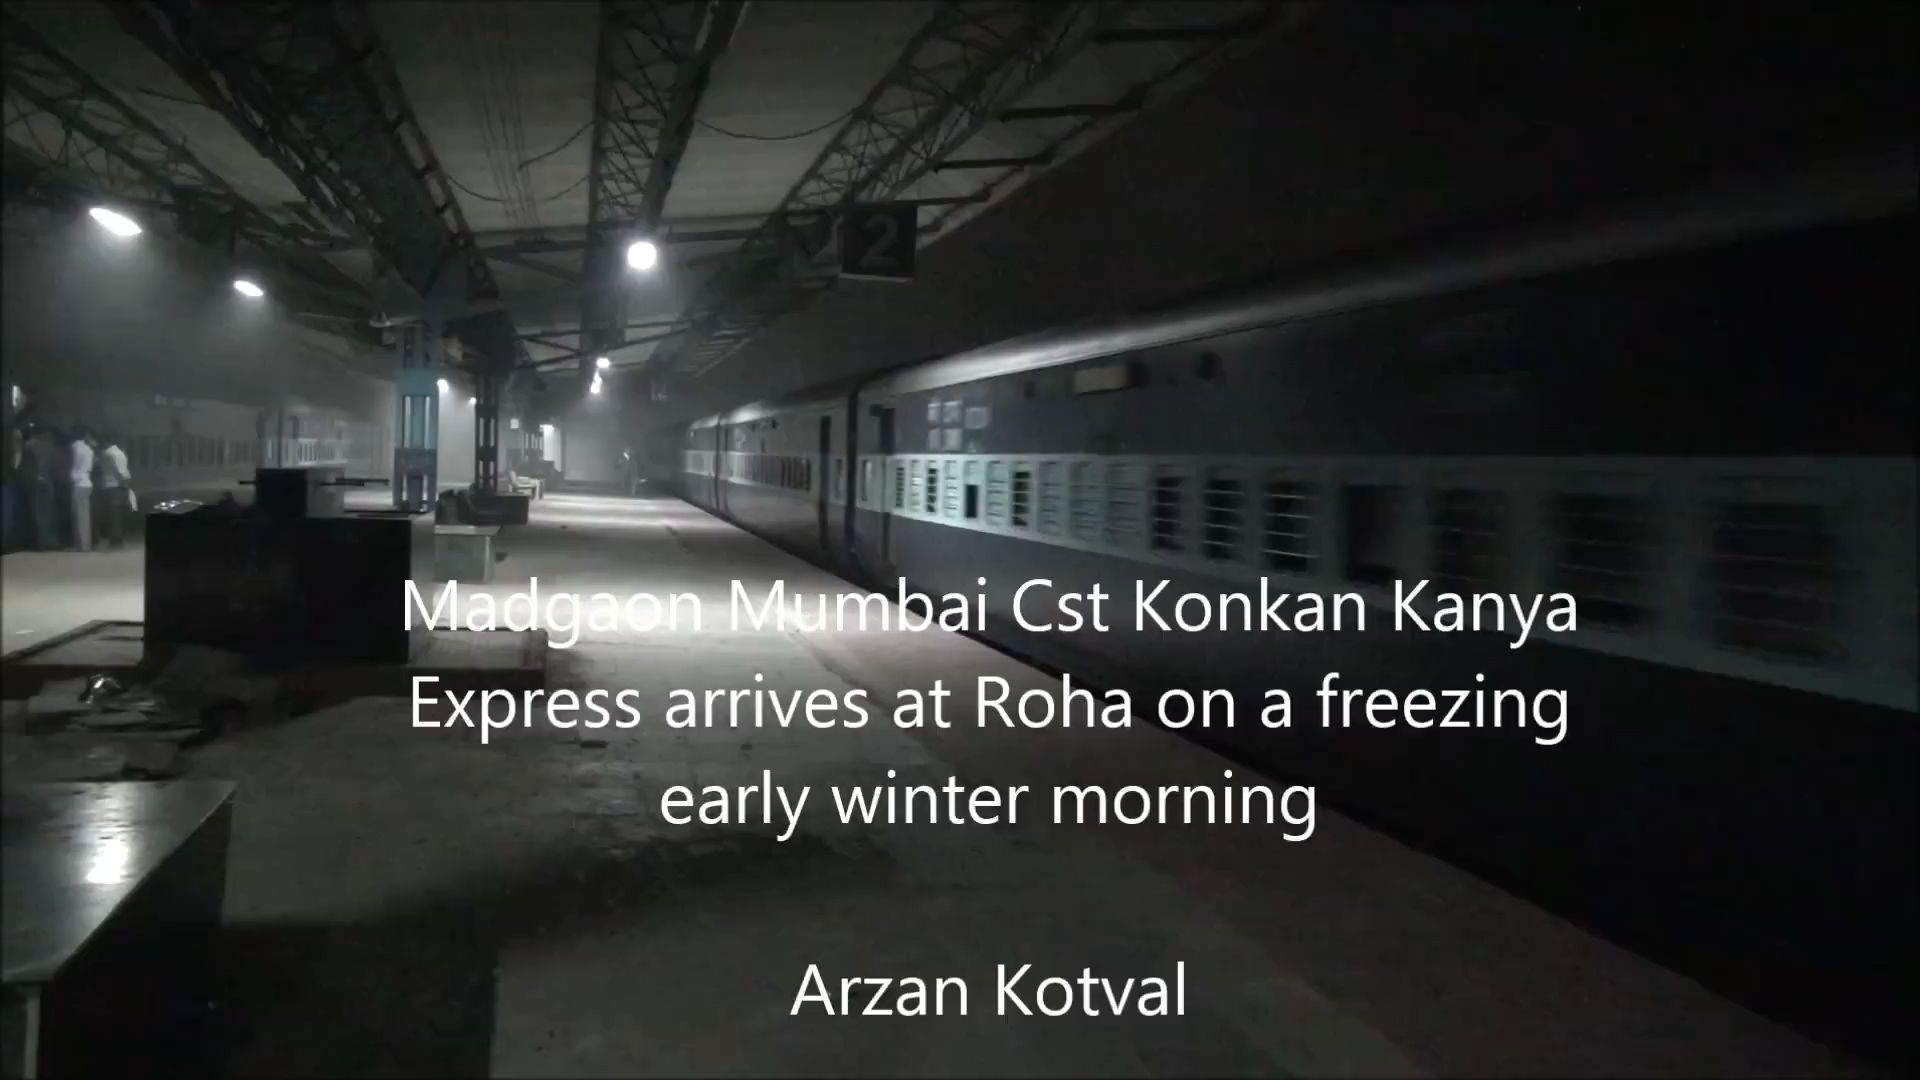 2
Madgaon Mumbai Cst Konkan Kanya
Express arrives at Roha on a freezing
early winter morning
Arzan Kotval